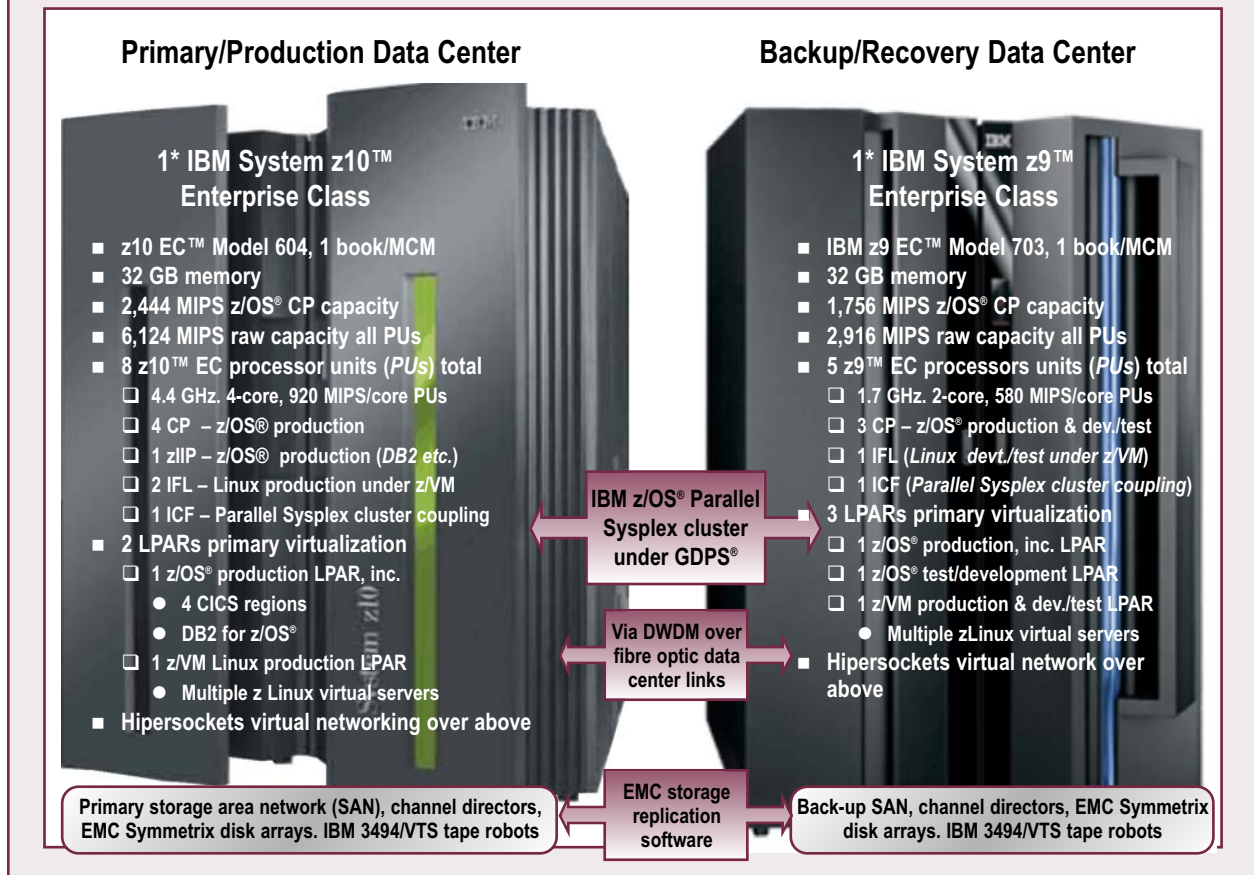 Primary/Production Data Center
Backup/Recovery Data Center
IBM
1* IBM System z10™
Enterprise Class
■ z10 EC™ Model 604, 1 book/MCM
■ 32 GB memory
■ 2,444 MIPS z/OS® CP capacity
■ 6,124 MIPS raw capacity all PUs
■ 8 z10™ EC processor units (PUs) total
❑ 4.4 GHz. 4-core, 920 MIPS/core PUs
❑ 4 CP – z/OS® production
❑ 1 zIIP – z/OS® production (DB2 etc.)
❑ 2 IFL – Linux production under z/VM
❑ 1 ICF – Parallel Sysplex cluster coupling
■ 2 LPARs primary virtualization
❑ 1 z/OS® production LPAR, inc.
● 4 CICS regions
● DB2 for z/OS®
❑ 1 z/VM Linux production LPAR
● Multiple z Linux virtual servers
■ Hipersockets virtual networking over above
System z10
IBM
1* IBM System z9™
Enterprise Class
■ IBM z9 EC™ Model 703, 1 book/MCM
■ 32 GB memory
■ 1,756 MIPS z/OS® CP capacity
■ 2,916 MIPS raw capacity all PUs
■ 5 z9™ EC processors units (PUs) total
❑ 1.7 GHz. 2-core, 580 MIPS/core PUs
❑ 3 CP – z/OS® production & dev./test
❑ 1 IFL (Linux devt./test under z/VM)
❑ 1 ICF (Parallel Sysplex cluster coupling)
■ 3 LPARs primary virtualization
❑ 1 z/OS® production, inc. LPAR
❑ 1 z/OS® test/development LPAR
❑ 1 z/VM production & dev./test LPAR
● Multiple zLinux virtual servers
■ Hipersockets virtual network over
above
IBM z/OS® Parallel
Sysplex cluster
under GDPS®
Via DWDM over
fibre optic data
center links
EMC storage
replication
software
Primary storage area network (SAN), channel directors,
EMC Symmetrix disk arrays. IBM 3494/VTS tape robots
Back-up SAN, channel directors, EMC Symmetrix
disk arrays. IBM 3494/VTS tape robots